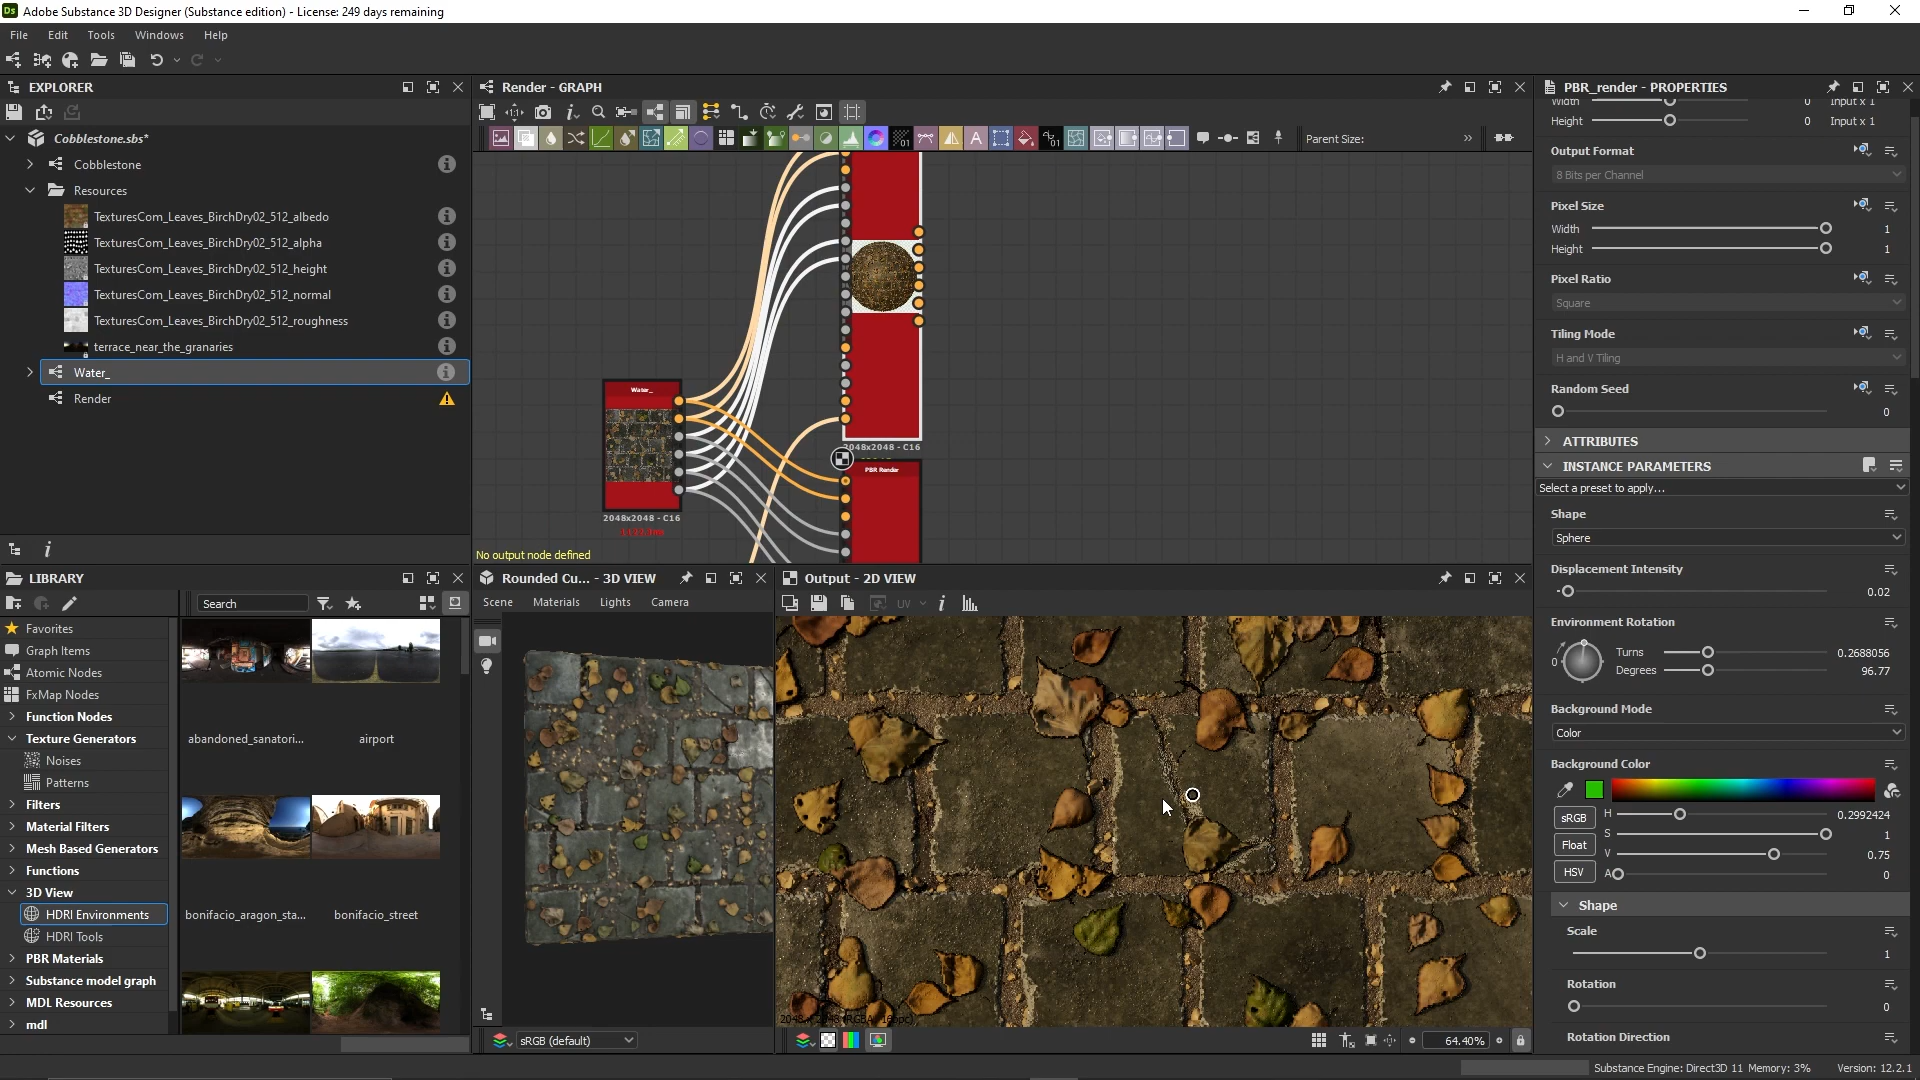 Adobe Substance 3D Designer (Substance edition) - License: 249 days remaining
File Edit Tools Windows Help
EXPLORER
Cobblestone.sbs*
Cobblestone
Resources
TexturesCom_Leaves_BirchDry02_512_albedo
TexturesCom_Leaves_BirchDry02_512_alpha
TexturesCom_Leaves_BirchDry02_512_height
TexturesCom_Leaves_BirchDry02_512_normal
TexturesCom_Leaves_BirchDry02_512_roughness
terrace_near_the_granaries
Water_
Render
LIBRARY
Search
Favorites
Graph Items
Atomic Nodes
FxMap Nodes
Function Nodes
Texture Generators
Noises
Patterns
Filters
Material Filters
Mesh Based Generators
Functions
3D View
HDRI Environments
HDRI Tools
PBR Materials
Substance model graph
MDL Resources
mdl
abandoned_sanatori...
airport
bonifacio_aragon_sta...
bonifacio_street
Render - GRAPH
Parent Size:
Water_
2048x2048 - C16
2048x2048 - C16
PBR Render
No output node defined
Rounded Cu... - 3D VIEW
Scene Materials Lights Camera
sRGB (default)
Output - 2D VIEW
UV
64.40%
PBR_render - PROPERTIES
Width 0 Input x 1
Height 0 Input x 1
Output Format
8 Bits per Channel
Pixel Size
Width 1
Height 1
Pixel Ratio
Square
Tiling Mode
H and V Tiling
Random Seed
0
ATTRIBUTES
INSTANCE PARAMETERS
Select a preset to apply...
Shape
Sphere
Displacement Intensity
0.02
Environment Rotation
0 Turns 0.2688056
Degrees 96.77
Background Mode
Color
Background Color
sRGB H 0.2992424
S 1
Float V 0.75
HSV A 0
Shape
Scale
1
Rotation
0
Rotation Direction
Substance Engine: Direct3D 11 Memory: 3% Version: 12.2.1